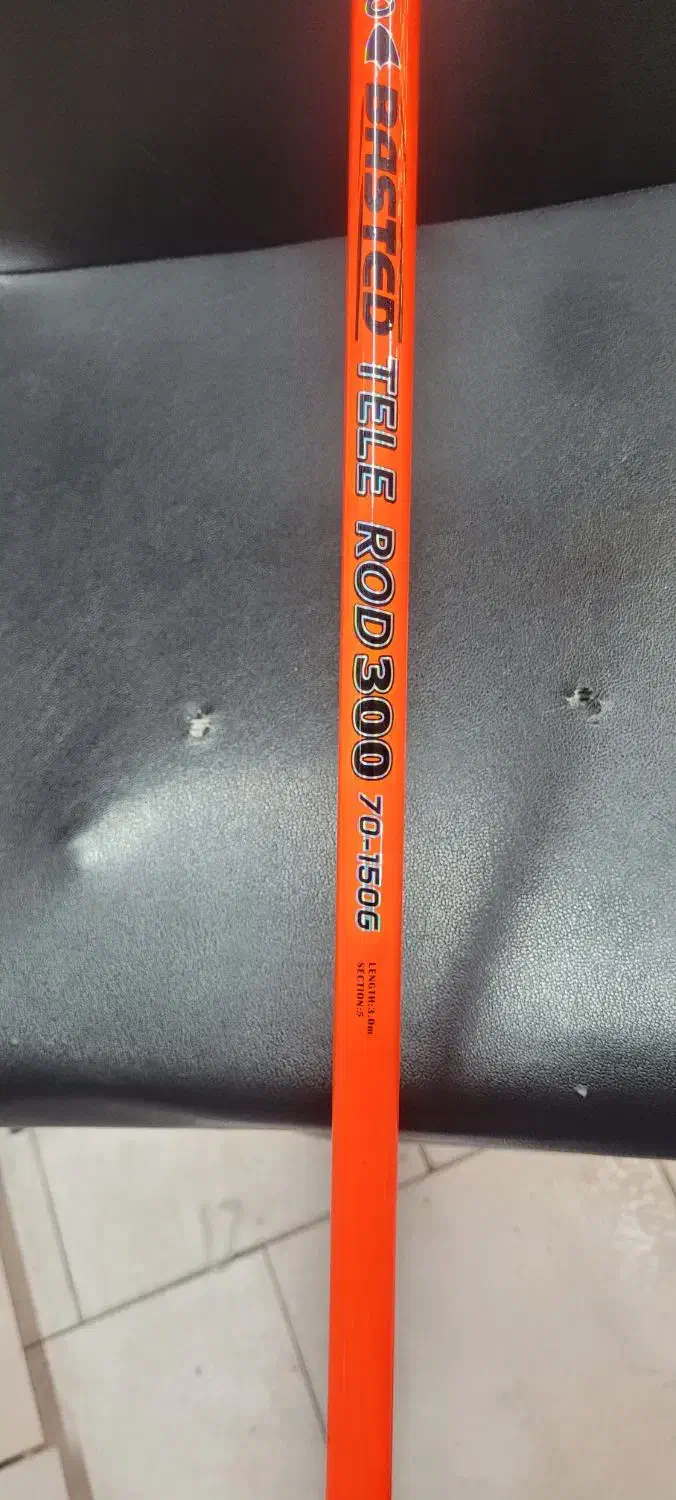 BASTED TELE ROD 300 70-150G
LENGTH:3.0m
SECTION:5